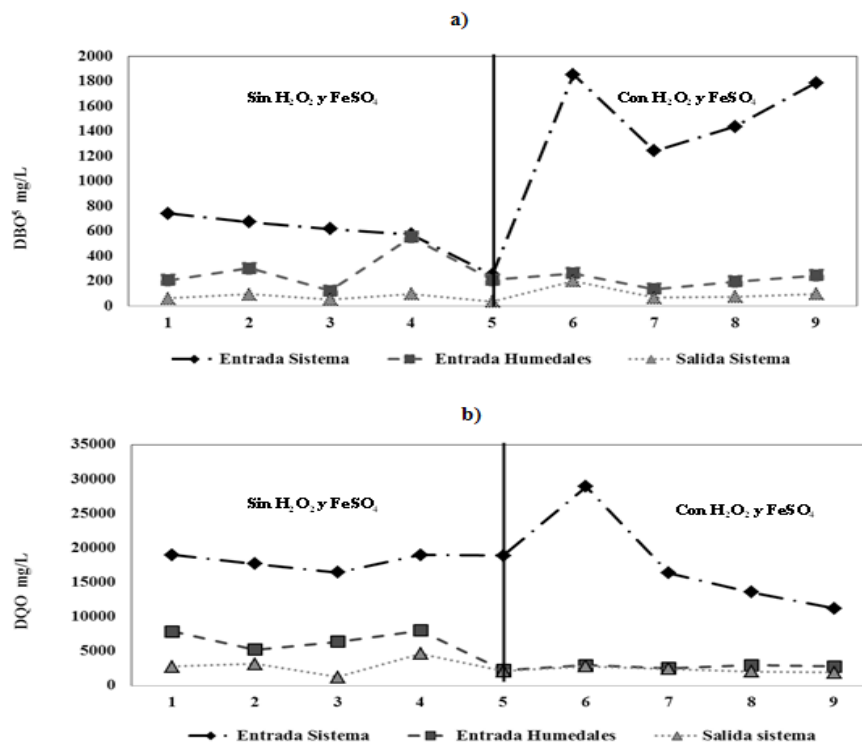 a)
2000
1800
1600
1400
1200
1000
800
600
400
200
0
DBO⁵ mg/L
Sin H₂O₂ y FeSO₄
Con H₂O₂ y FeSO₄
1 2 3 4 5 6 7 8 9
Entrada Sistema Entrada Humedales Salida Sistema
b)
35000
30000
25000
20000
15000
10000
5000
0
DQO mg/L
Sin H₂O₂ y FeSO₄
Con H₂O₂ y FeSO₄
1 2 3 4 5 6 7 8 9
Entrada Sistema Entrada Humedales Salida sistema